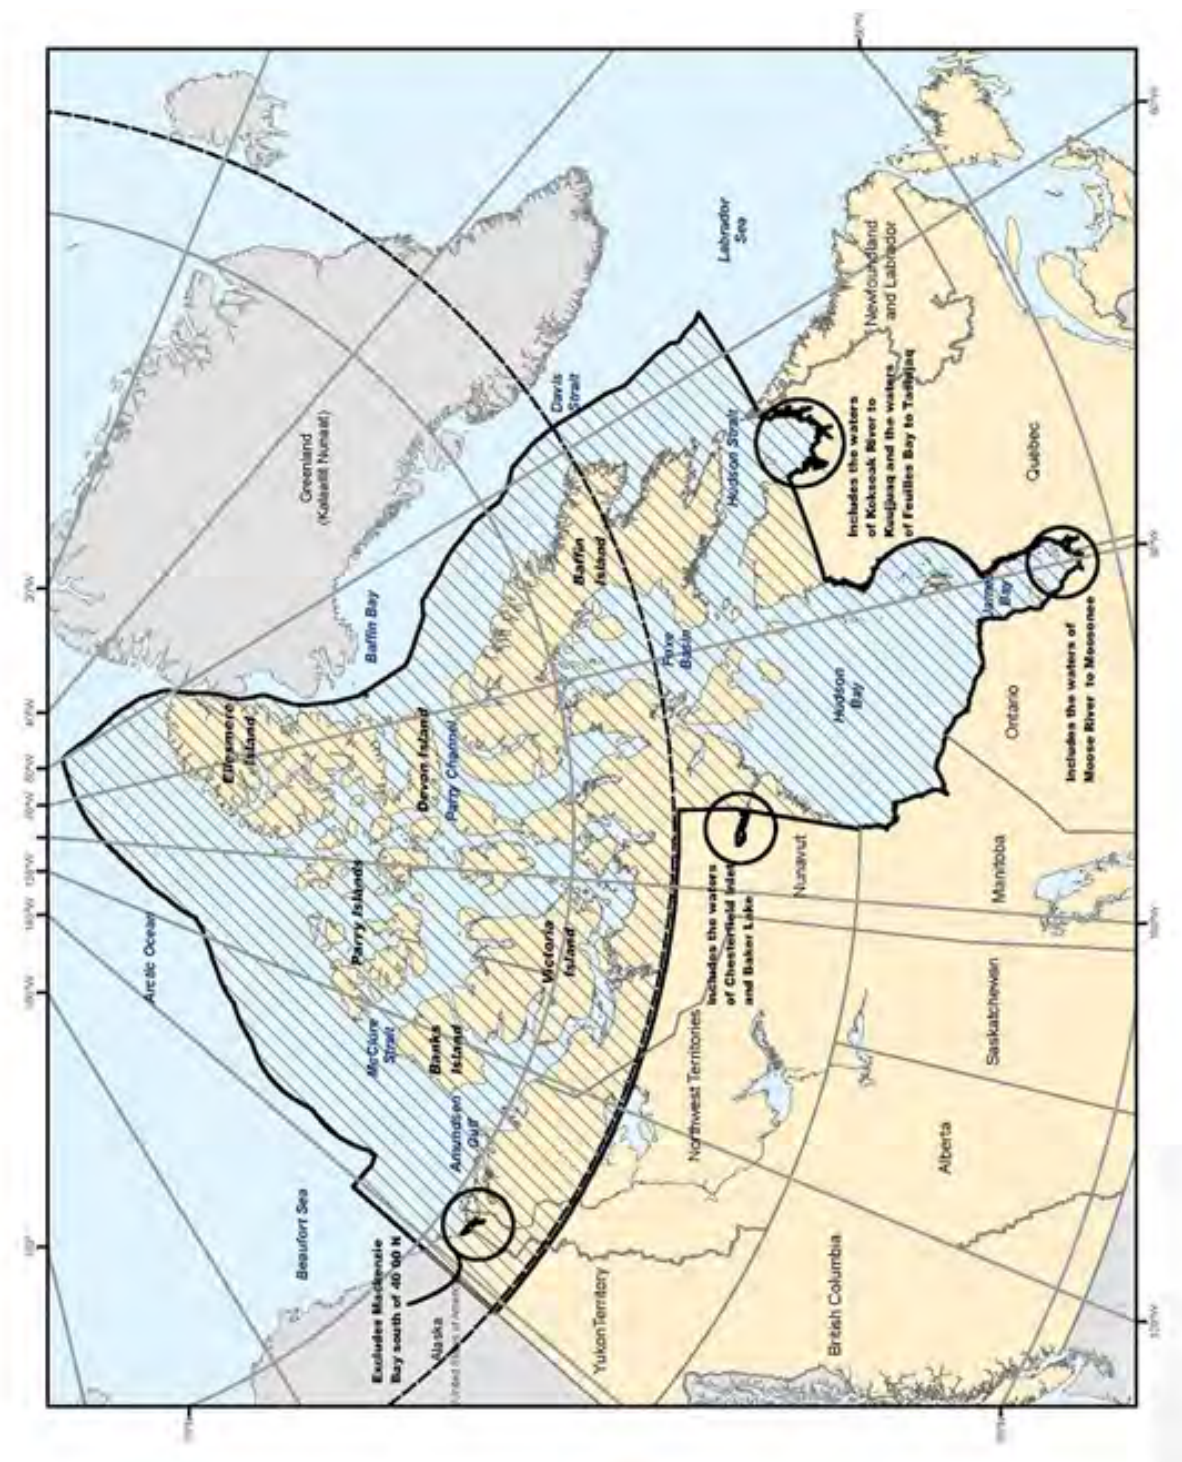 Arctic Ocean
Beaufort Sea
Ellesmere
Island
Greenland
(Kalaallit Nunaat)
Baffin Bay
Parry Islands
Devon Island
Parry Channel
McClure
Strait
Banks
Island
Amundsen
Gulf
Victoria
Island
Baffin
Island
Davis
Strait
Labrador
Sea
Foxe
Basin
Hudson Strait
Hudson
Bay
Bay
Excludes Mackenzie
Bay south of 40 00 N
Alaska
Yukon Territory
Northwest Territories
Nunavut
Includes the waters
of Chesterfield Inlet
and Baker Lake
British Columbia
Alberta
Saskatchewan
Manitoba
Ontario
Québec
Newfoundland
and Labrador
Includes the waters
of Kokseak River to
Kuujjuaq and the waters
of Feuilles Bay to Tasiujaq
Includes the waters of
Moose River to Moosonee